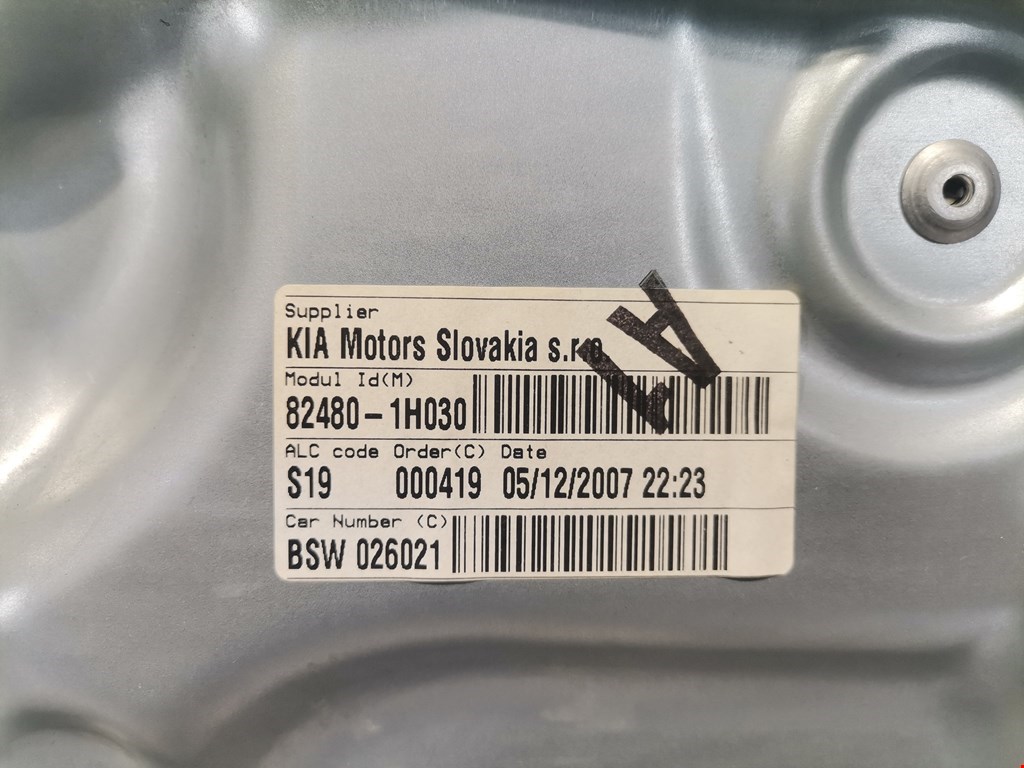 Supplier
KIA Motors Slovakia s.r.o.
Modul Id(M)
82480-1H030
ALC code Order(C) Date
S19 000419 05/12/2007 22:23
Car Number (C)
BSW 026021